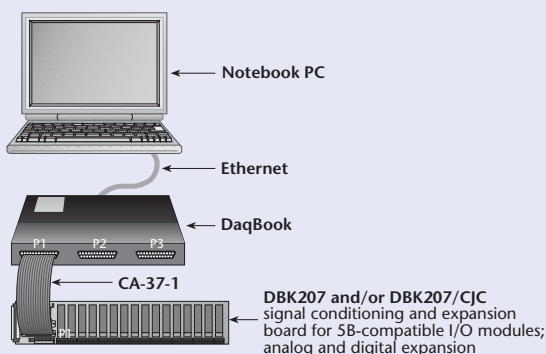 Notebook PC
Ethernet
DaqBook
P1 P2 P3
CA-37-1
P1
DBK207 and/or DBK207/CJC
signal conditioning and expansion
board for 5B-compatible I/O modules;
analog and digital expansion